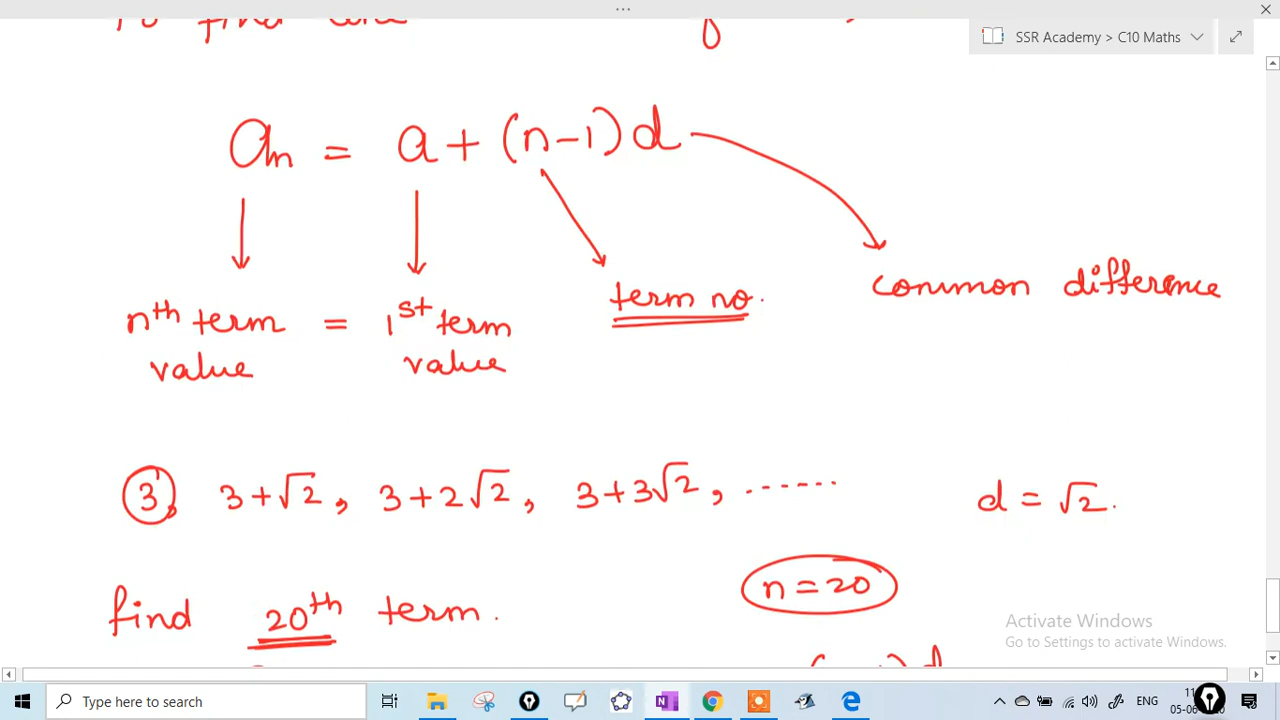 To find
SSR Academy > C10 Maths
an = a + (n-1)d
nth term value = 1st term value
term no.
common difference
3, 3+√2, 3+2√2, 3+3√2, ....... d = √2.
n = 20
find 20th term.
Activate Windows
Go to Settings to activate Windows.
Type here to search
ENG